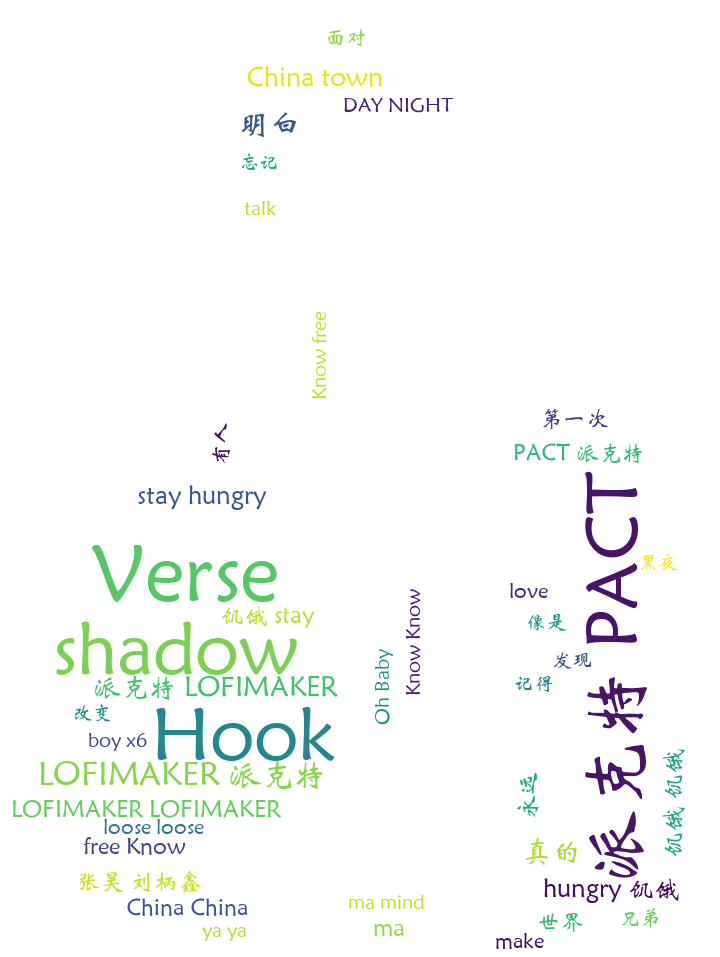 面对
China town
DAY NIGHT
明白
忘记
talk
Know free
有人
第一次
PACT 派克特
stay hungry
派克特 PACT
黑夜
Verse
love
饥饿 stay
像是
shadow
Know Know
Oh Baby
发现
记得
派克特 LOFIMAKER
改变
Hook
boy x6
LOFIMAKER 派克特
永远
饥饿 饥饿
LOFIMAKER LOFIMAKER
loose loose
free Know
真的
张昊 刘柄鑫
hungry 饥饿
China China
ma mind
世界
兄弟
ya ya
ma
make